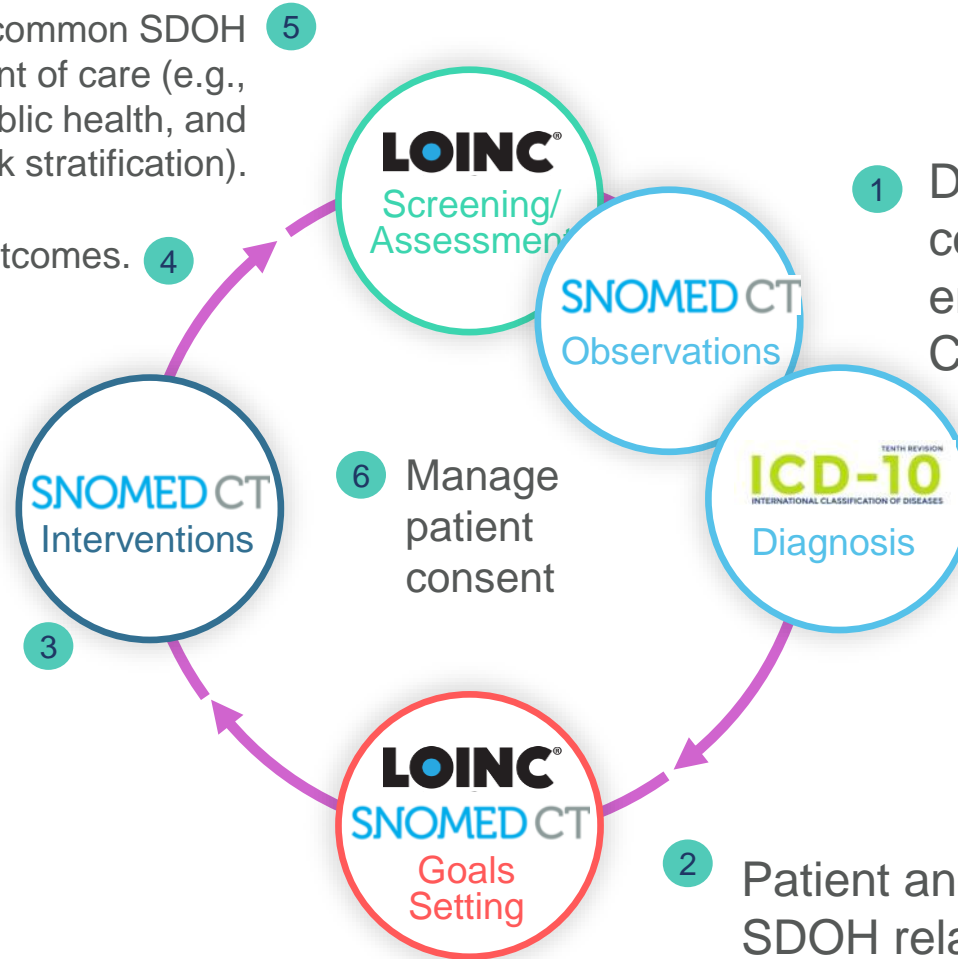 common SDOH
5
nt of care (e.g.,
blic health, and
k stratification).
LOINC®
Screening/
Assessment
1
D
co
e
C
tcomes.
4
SNOMED CT
Observations
TENTH REVISION
ICD-10
INTERNATIONAL CLASSIFICATION OF DISEASES
Diagnosis
SNOMED CT
Interventions
6
Manage
patient
consent
3
LOINC®
SNOMED CT
Goals
Setting
2
Patient an
SDOH rela